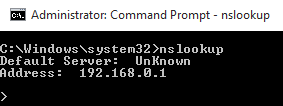 Administrator: Command Prompt - nslookup
C:\Windows\system32>nslookup
Default Server:  UnKnown
Address:  192.168.0.1
>